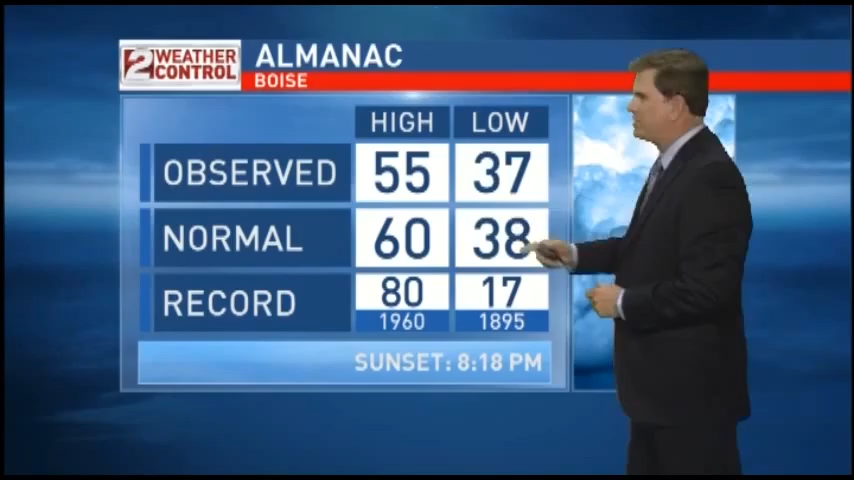 2 WEATHER CONTROL
ALMANAC
BOISE
HIGH LOW
OBSERVED 55 37
NORMAL 60 38
RECORD 80 17
1960 1895
SUNSET: 8:18 PM